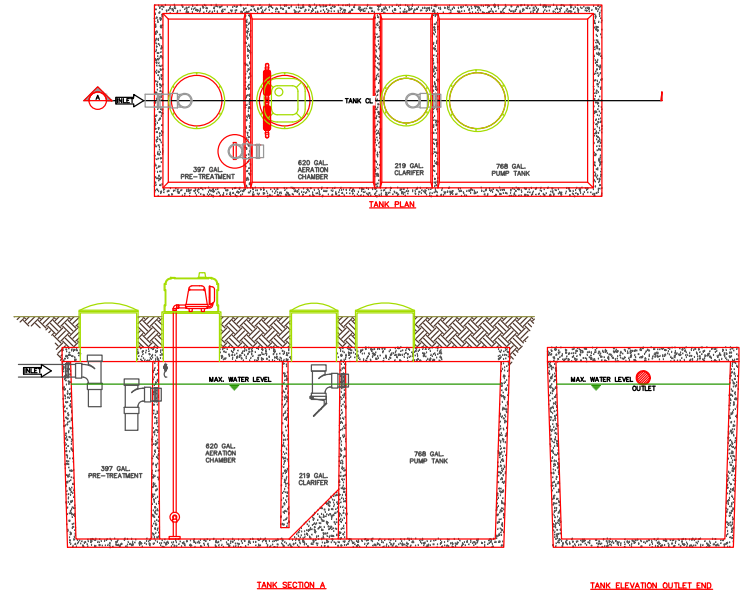 A
INLET
TANK CL
397 GAL.
PRE-TREATMENT
620 GAL.
AERATION
CHAMBER
219 GAL.
CLARIFER
768 GAL.
PUMP TANK
TANK PLAN
INLET
MAX. WATER LEVEL
397 GAL.
PRE-TREATMENT
620 GAL.
AERATION
CHAMBER
219 GAL.
CLARIFER
768 GAL.
PUMP TANK
MAX. WATER LEVEL
OUTLET
TANK SECTION A
TANK ELEVATION OUTLET END